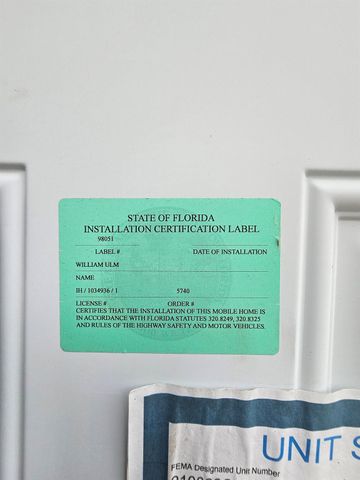 STATE OF FLORIDA
INSTALLATION CERTIFICATION LABEL
98051
LABEL # DATE OF INSTALLATION
WILLIAM ULM
NAME
IH / 1034936 / 1 5740
LICENSE # ORDER #
CERTIFIES THAT THE INSTALLATION OF THIS MOBILE HOME IS
IN ACCORDANCE WITH FLORIDA STATUTES 320.8249, 320.8325
AND RULES OF THE HIGHWAY SAFETY AND MOTOR VEHICLES.
UNIT S
FEMA Designated Unit Number